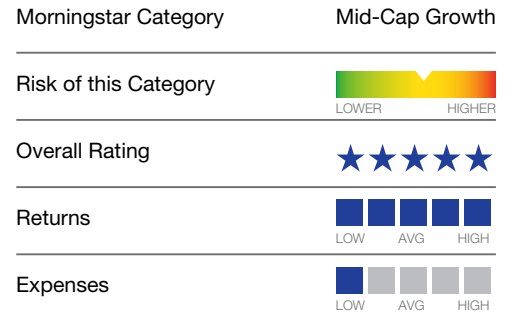 Morningstar Category Mid-Cap Growth
Risk of this Category
LOWER HIGHER
Overall Rating
Returns
LOW AVG HIGH
Expenses
LOW AVG HIGH